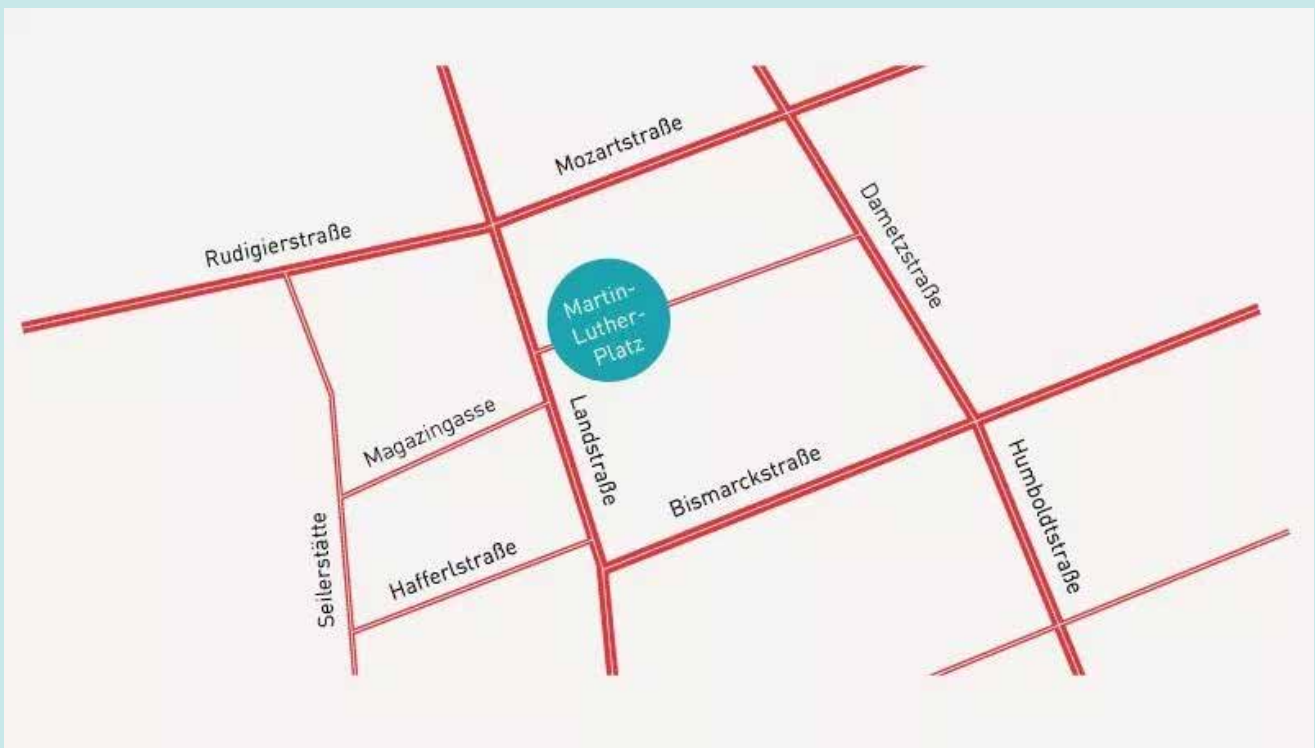 Mozartstraße
Dametzstraße
Rudigierstraße
Martin-
Luther-
Platz
Landstraße
Magazingasse
Bismarckstraße
Humboldtstraße
Seilerstätte
Hafferlstraße